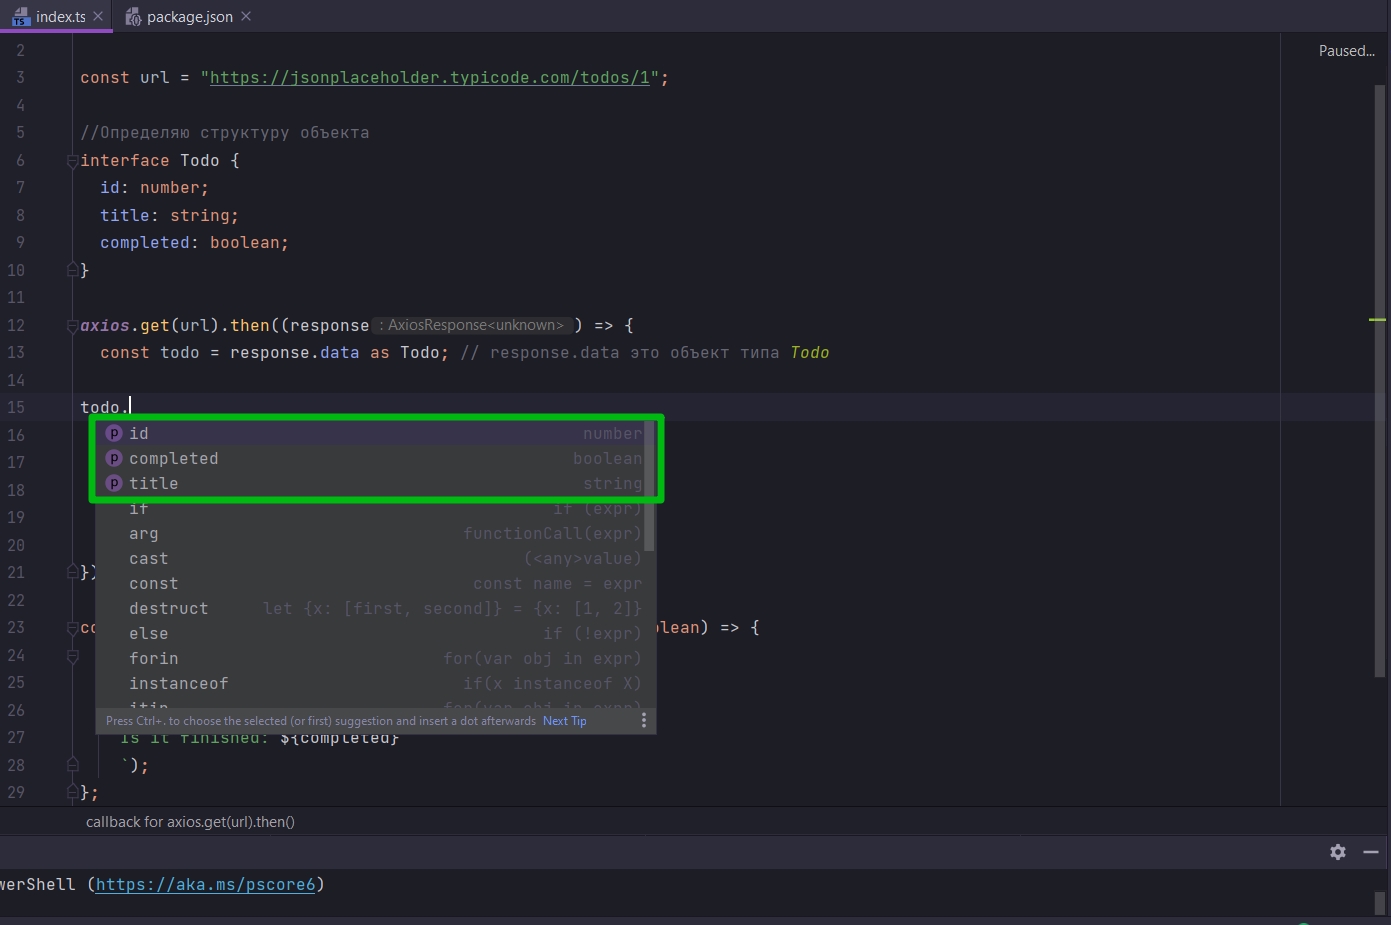 index.ts
package.json
Paused...
2
3 const url = "https://jsonplaceholder.typicode.com/todos/1";
4
5 //Определяю структуру объекта
6 interface Todo {
7 id: number;
8 title: string;
9 completed: boolean;
10 }
11
12 axios.get(url).then((response : AxiosResponse<unknown> ) => {
13 const todo = response.data as Todo; // response.data это объект типа Todo
14
15 todo.
p id number
p completed boolean
p title string
if if (expr)
arg functionCall(expr)
cast (<any>value)
const const name = expr
destruct let {x: [first, second]} = {x: [1, 2]}
else if (!expr)
forin for(var obj in expr)
instanceof if(x instanceof X)
itin for(var obj in expr)
Press Ctrl+. to choose the selected (or first) suggestion and insert a dot afterwards Next Tip
16
17
18
19
20
21 })
22
23 co lean) => {
24
25
26
27 Is it finished: ${completed}
28 `);
29 };
callback for axios.get(url).then()
werShell (https://aka.ms/pscore6)